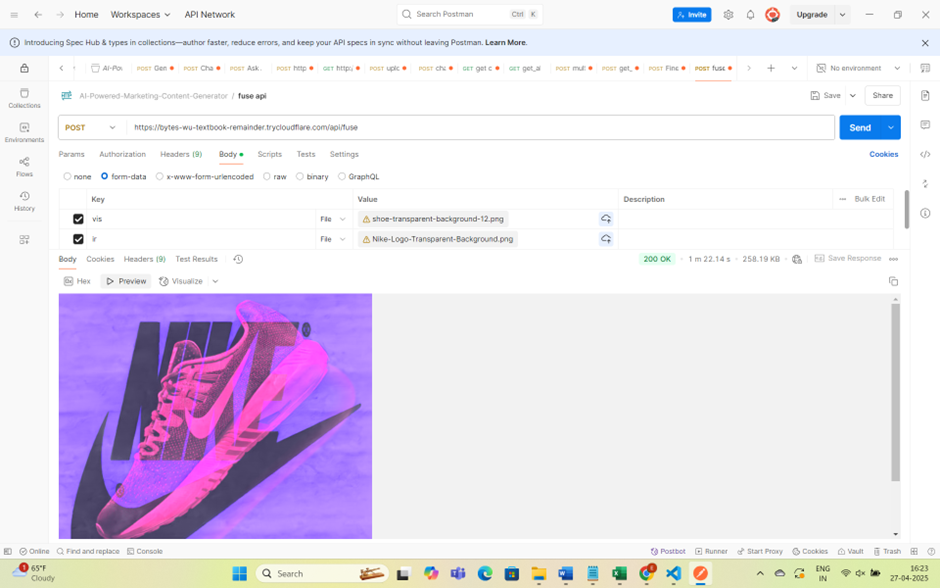 Home Workspaces API Network Search Postman Ctrl K Invite Upgrade
Introducing Spec Hub & types in collections—author faster, reduce errors, and keep your API specs in sync without leaving Postman. Learn More.
AI-Pov POST Gen POST Cha POST Ask. POST http GET http: POST uplo POST cha GET get c GET get_al POST mult POST get_ POST Find POST fuse No environment
AI-Powered-Marketing-Content-Generator / fuse api Save Share
Collections
POST https://bytes-wu-textbook-remainder.trycloudflare.com/api/fuse Send
Environments
Params Authorization Headers (9) Body Scripts Tests Settings Cookies
Flows
none form-data x-www-form-urlencoded raw binary GraphQL
History
Key Value Description Bulk Edit
vis File shoe-transparent-background-12.png
ir File Nike-Logo-Transparent-Background.png
Body Cookies Headers (9) Test Results 200 OK 1 m 22.14 s 258.19 KB Save Response
Hex Preview Visualize
Online Find and replace Console Postbot Runner Start Proxy Cookies Vault Trash
1 65°F Cloudy Search ENG IN 16:23 27-04-2025